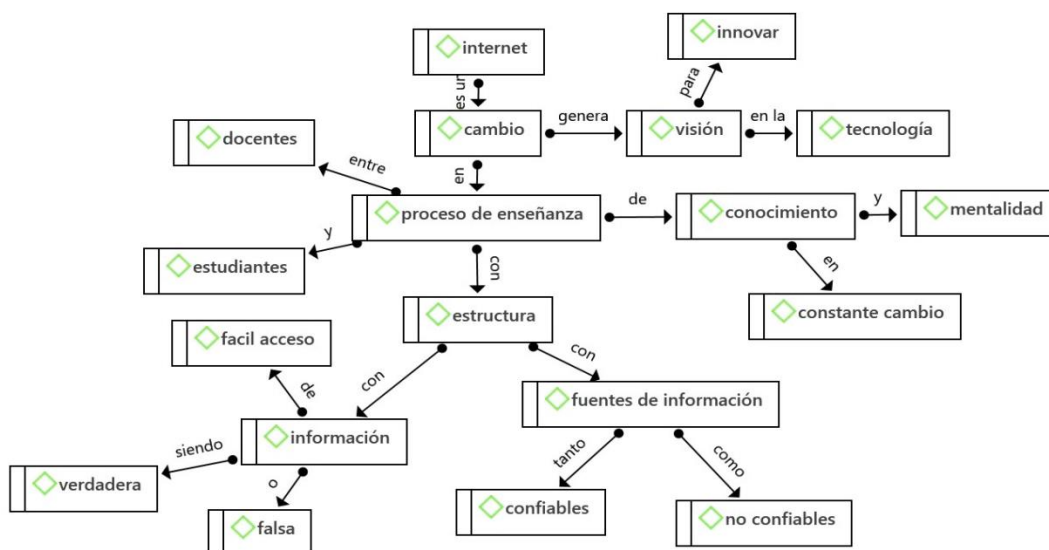 innovar
internet
para
es un
cambio
genera
visión
en la
tecnología
docentes
entre
en
proceso de enseñanza
de
conocimiento
y
mentalidad
y
estudiantes
con
en
constante cambio
estructura
facil acceso
de
con
con
fuentes de información
información
siendo
verdadera
o
falsa
tanto
como
confiables
no confiables